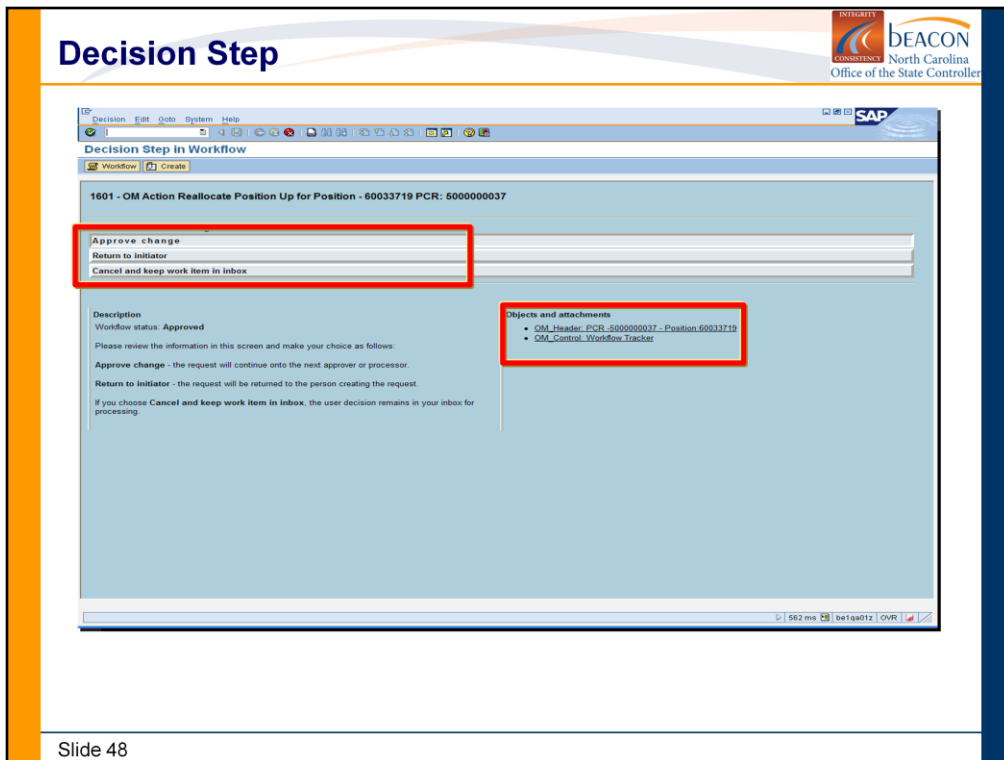 Decision Step
INTEGRITY
CONSISTENCY
BEACON
North Carolina
Office of the State Controller
Decision Edit Goto System Help
SAP
Decision Step in Workflow
Workflow Create
1601 - OM Action Reallocate Position Up for Position - 60033719 PCR: 5000000037
Approve change
Return to initiator
Cancel and keep work item in inbox
Description
Workflow status: Approved
Please review the information in this screen and make your choice as follows:
Approve change - the request will continue onto the next approver or processor.
Return to initiator - the request will be returned to the person creating the request.
If you choose Cancel and keep work item in inbox, the user decision remains in your inbox for
processing.
Objects and attachments
• OM_Header: PCR -5000000037 - Position:60033719
• OM_Control: Workflow Tracker
562 ms be1qa01z OVR
Slide 48